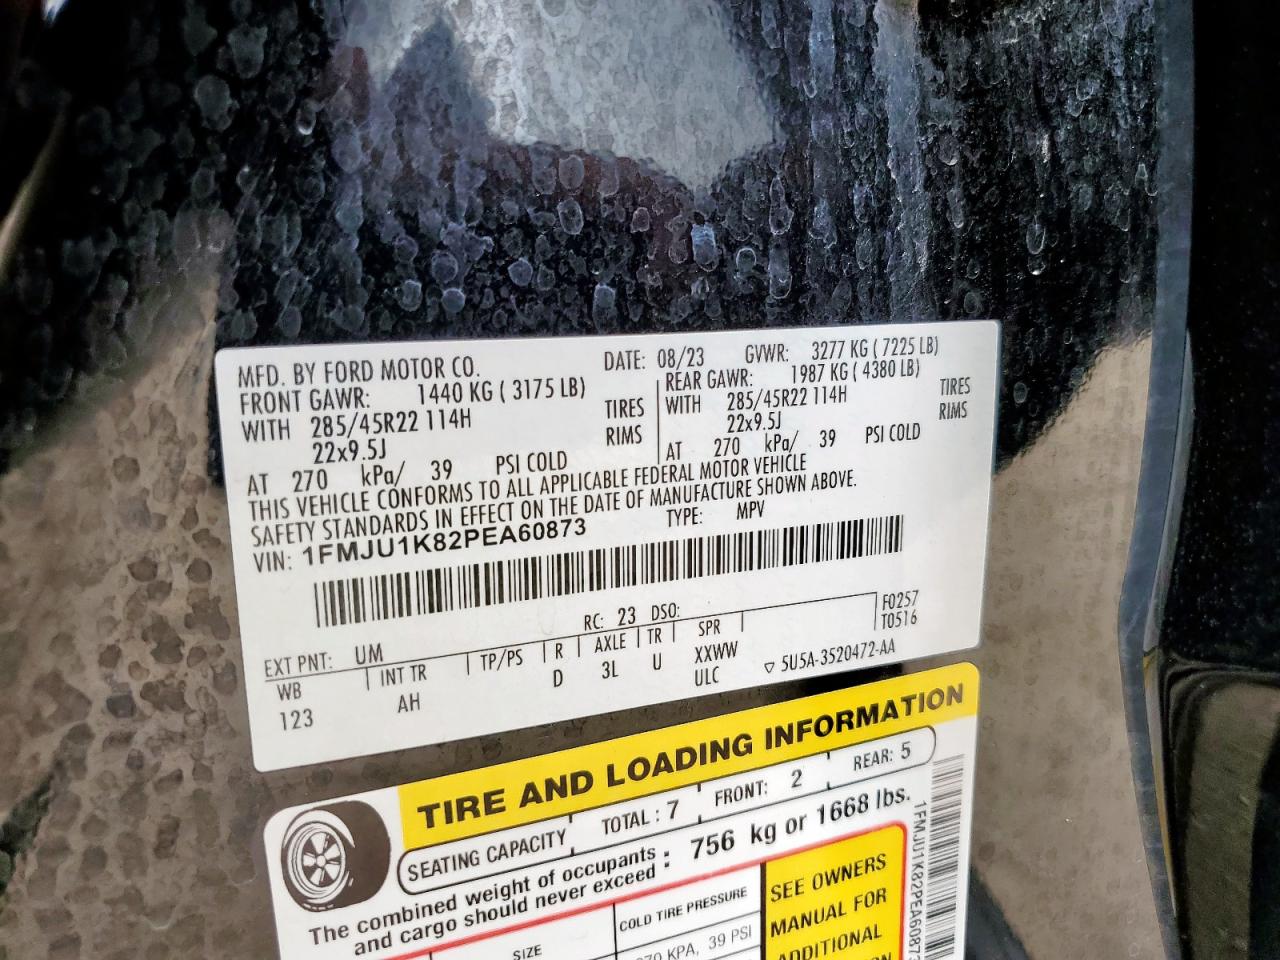 MFD. BY FORD MOTOR CO. DATE: 08/23 GVWR: 3277 KG ( 7225 LB)
FRONT GAWR: 1440 KG ( 3175 LB) REAR GAWR: 1987 KG ( 4380 LB)
WITH 285/45R22 114H TIRES WITH 285/45R22 114H TIRES
22x9.5J RIMS 22x9.5J RIMS
AT 270 kPa/ 39 PSI COLD AT 270 kPa/ 39 PSI COLD
THIS VEHICLE CONFORMS TO ALL APPLICABLE FEDERAL MOTOR VEHICLE
SAFETY STANDARDS IN EFFECT ON THE DATE OF MANUFACTURE SHOWN ABOVE.
VIN: 1FMJU1K82PEA60873 TYPE: MPV
EXT PNT: UM RC: 23 DSO: F0257
T0516
WB INT TR TP/PS R AXLE TR SPR
123 AH D 3L U XXWW
ULC ▽ 5U5A-3520472-AA
TIRE AND LOADING INFORMATION
SEATING CAPACITY TOTAL : 7 FRONT: 2 REAR: 5
The combined weight of occupants
and cargo should never exceed : 756 kg or 1668 lbs.
SIZE COLD TIRE PRESSURE
KPA, 39 PSI
SEE OWNERS
MANUAL FOR
ADDITIONAL
1FMJU1K82PEA60873